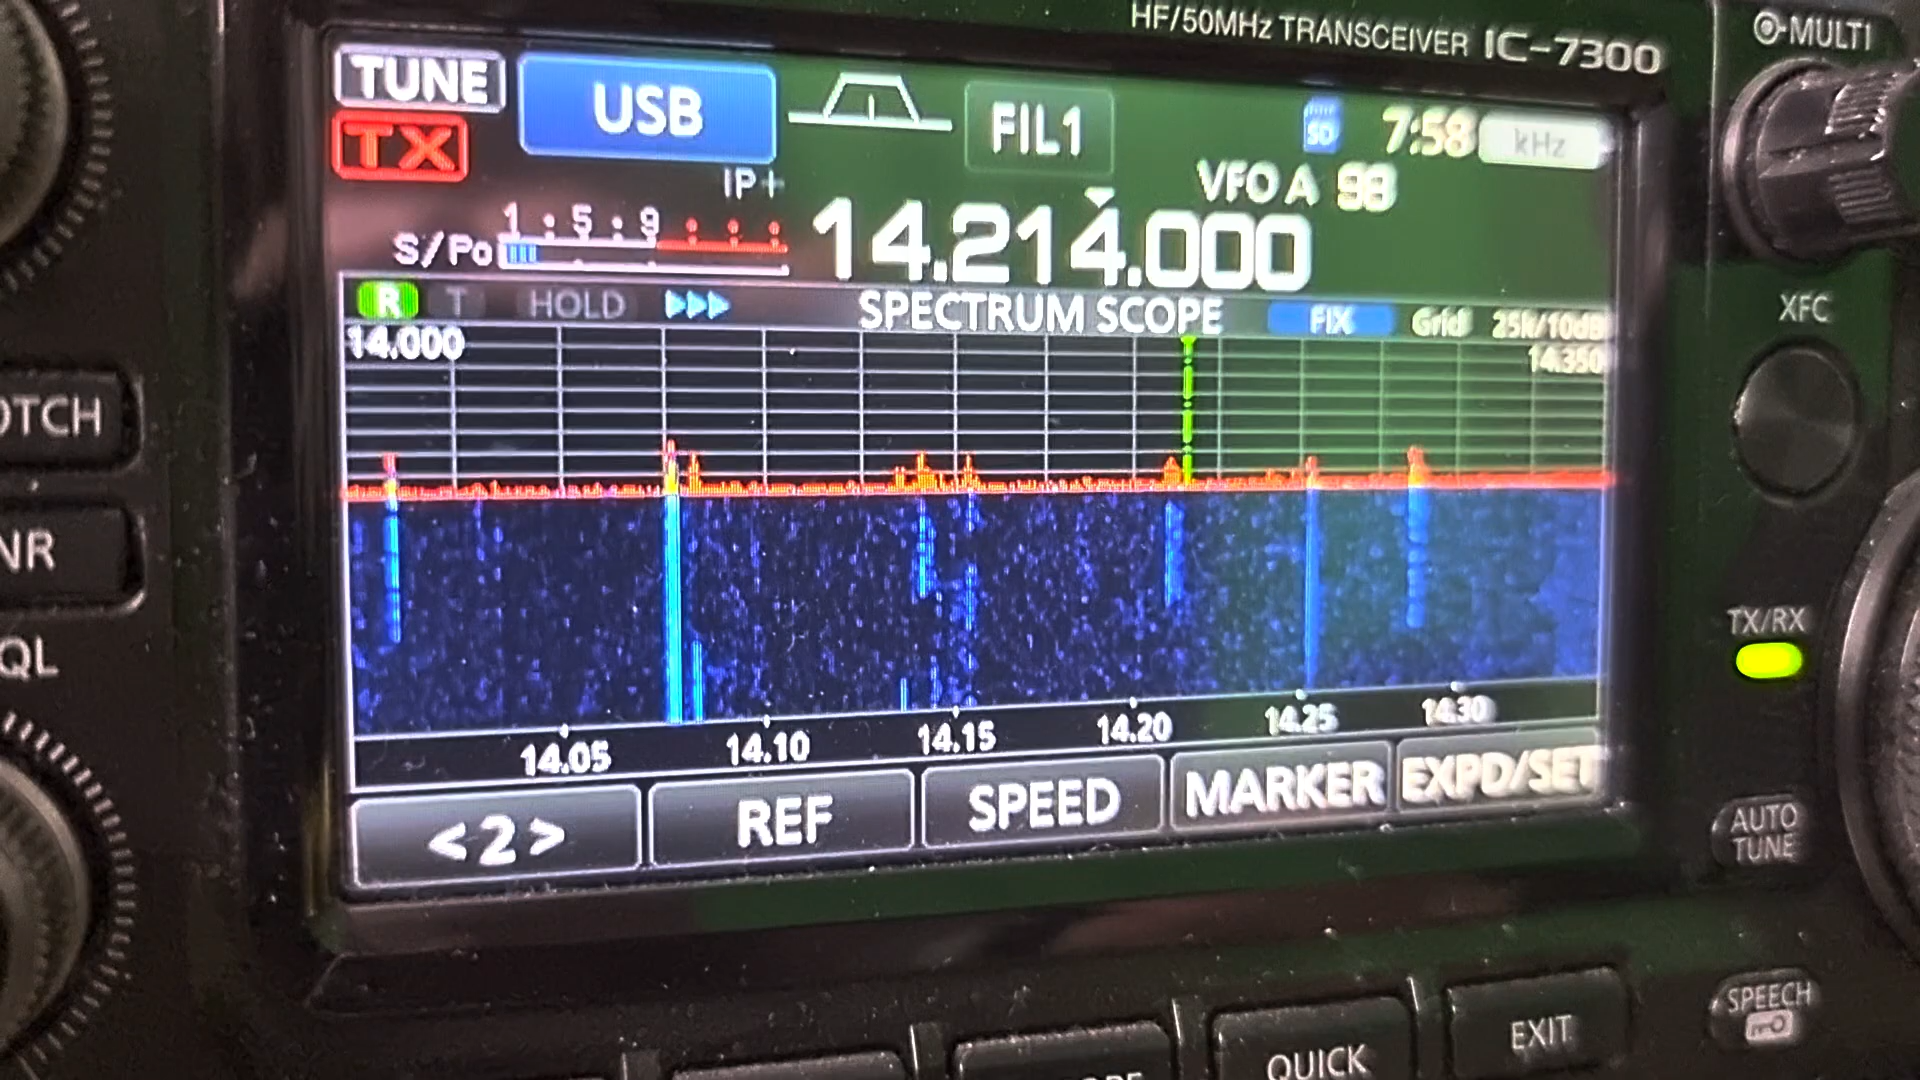 HF/50MHz TRANSCEIVER IC-7300
MULTI
TUNE USB FIL1 SD 7:58 kHz
TX
IP+ VFO A 98
1 : 5 : 9
S/Po 14.214.000
R T HOLD SPECTRUM SCOPE FIX Grid 25k/10dB
14.000 14.350
XFC
OTCH
NR
TX/RX
QL
14.05 14.10 14.15 14.20 14.25 14.30
<2> REF SPEED MARKER EXPD/SET
AUTO
TUNE
SPEECH
QUICK EXIT